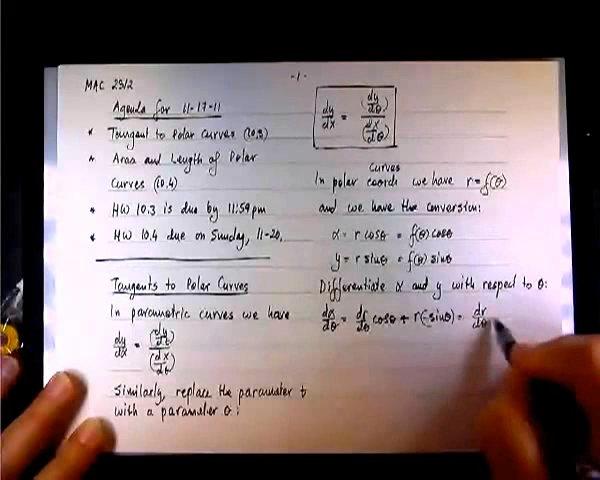 MAC 2312
-1-
Agenda for 11-17-11
* Tangent to Polar Curves (10.3)
* Area and Length of Polar
Curves (10.4)
* HW 10.3 is due by 11:59pm
* HW 10.4 due on Sunday, 11-20.
Tangents to Polar Curves
In parametric curves we have
dy/dx = (dy/dt)/(dx/dt)
Similarly, replace the parameter t
with a parameter θ:
dy/dx = (dy/dθ)/(dx/dθ)
Curves
In polar coords we have r = f(θ)
and we have the conversion:
x = r cosθ = f(θ) cosθ
y = r sinθ = f(θ) sinθ
Differentiate x and y with respect to θ:
dx/dθ = dr/dθ cosθ + r(-sinθ) = dr/dθ